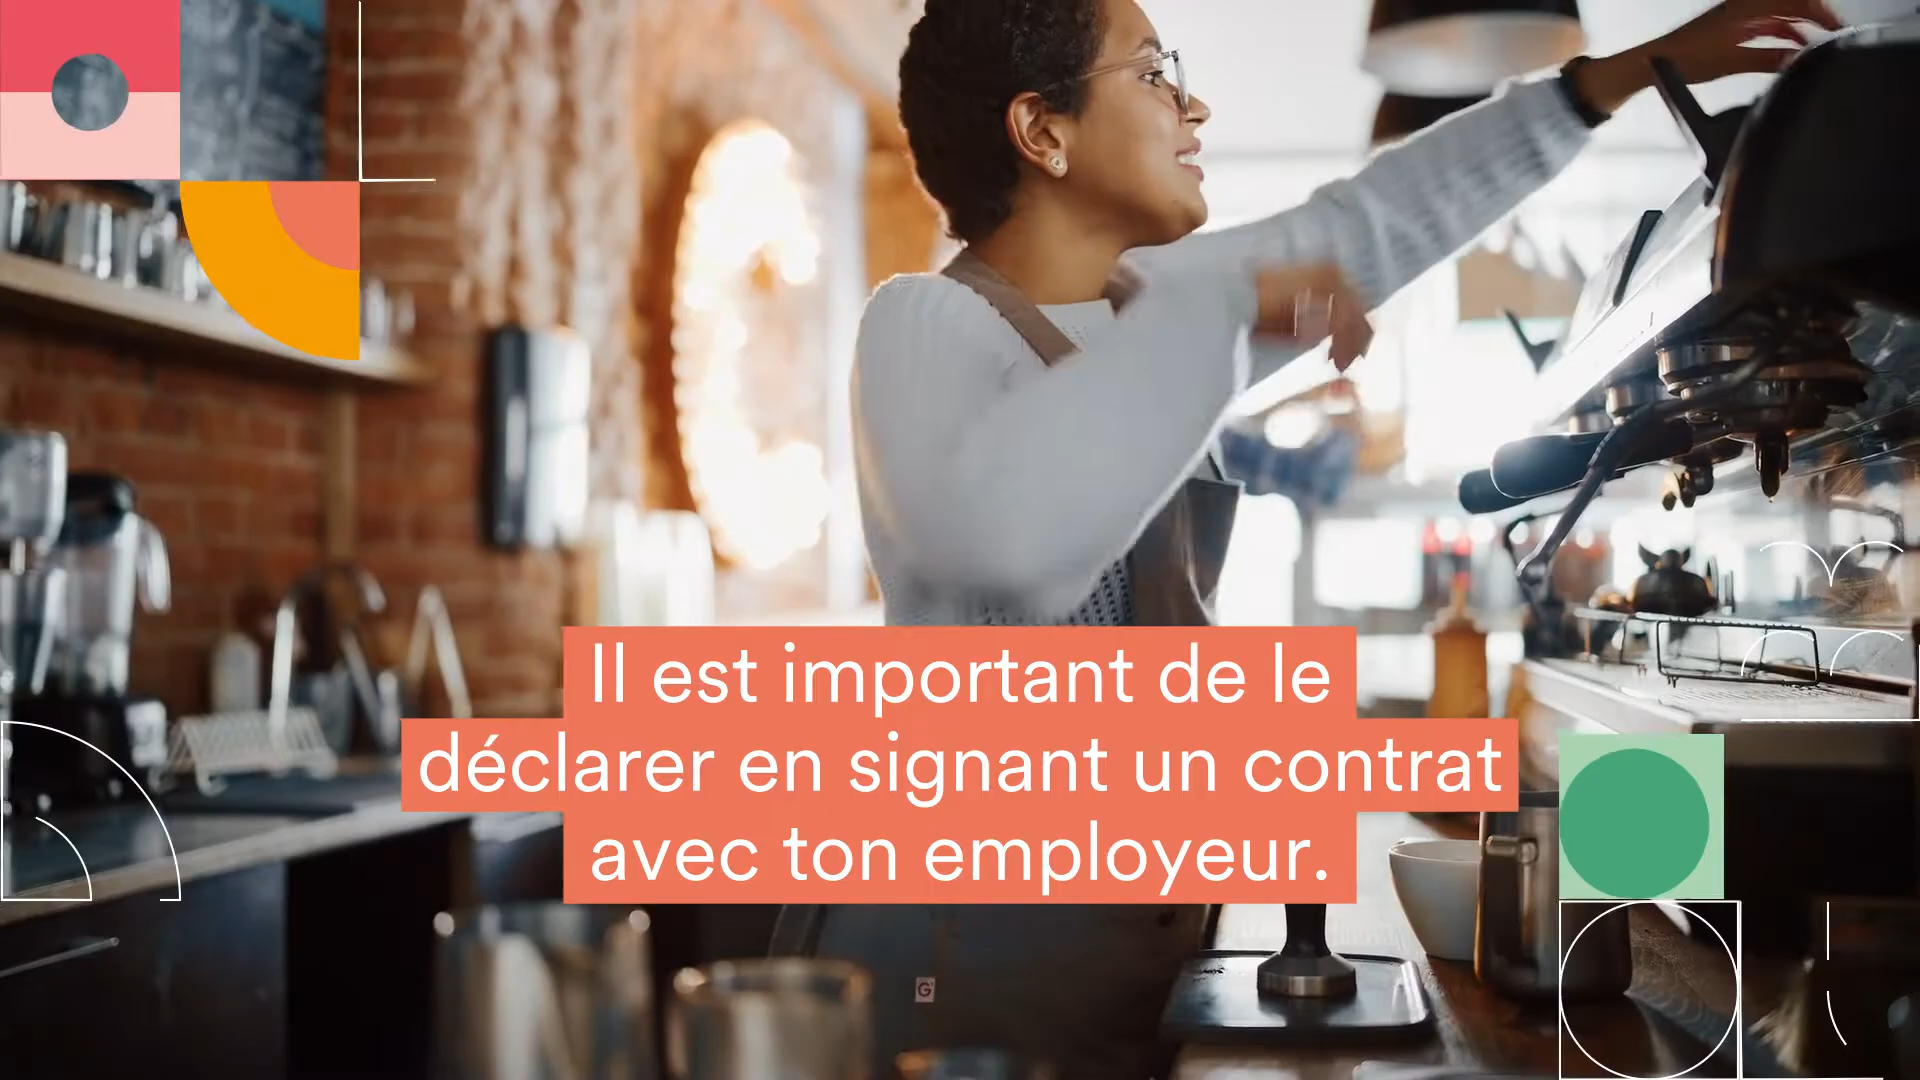 Il est important de le
déclarer en signant un contrat
avec ton employeur.
G